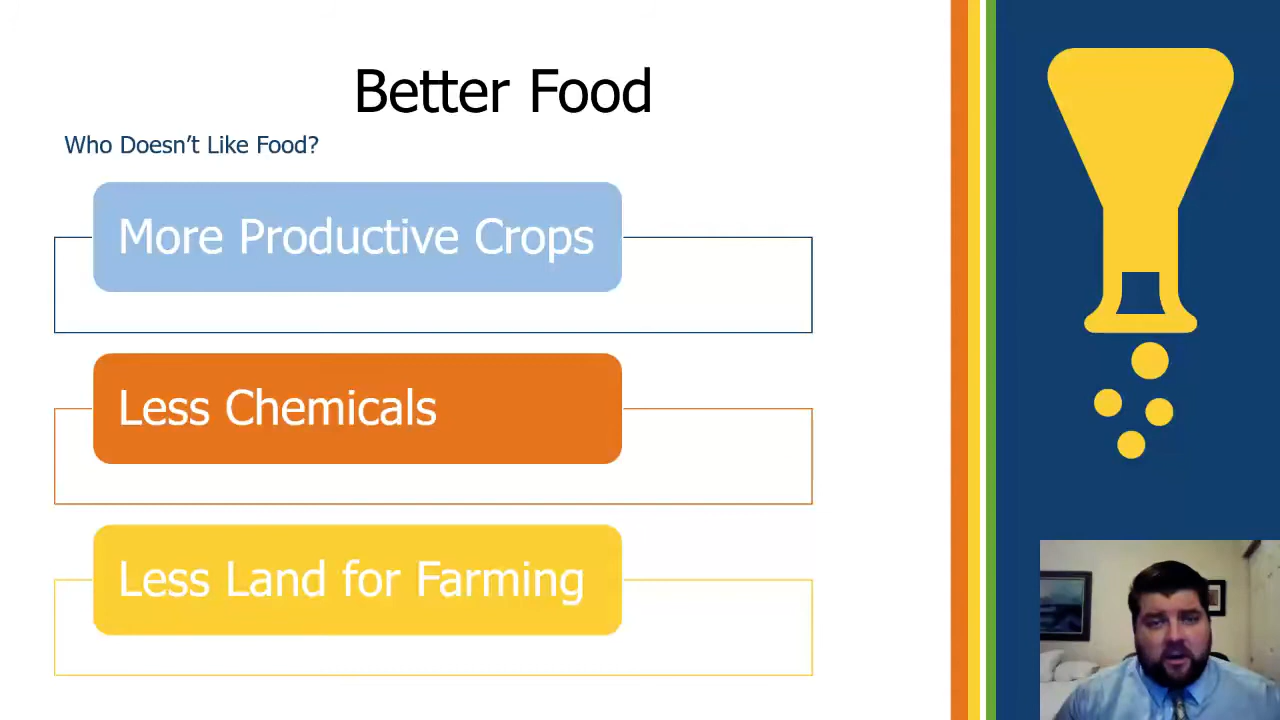 Better Food
Who Doesn’t Like Food?
More Productive Crops
Less Chemicals
Less Land for Farming